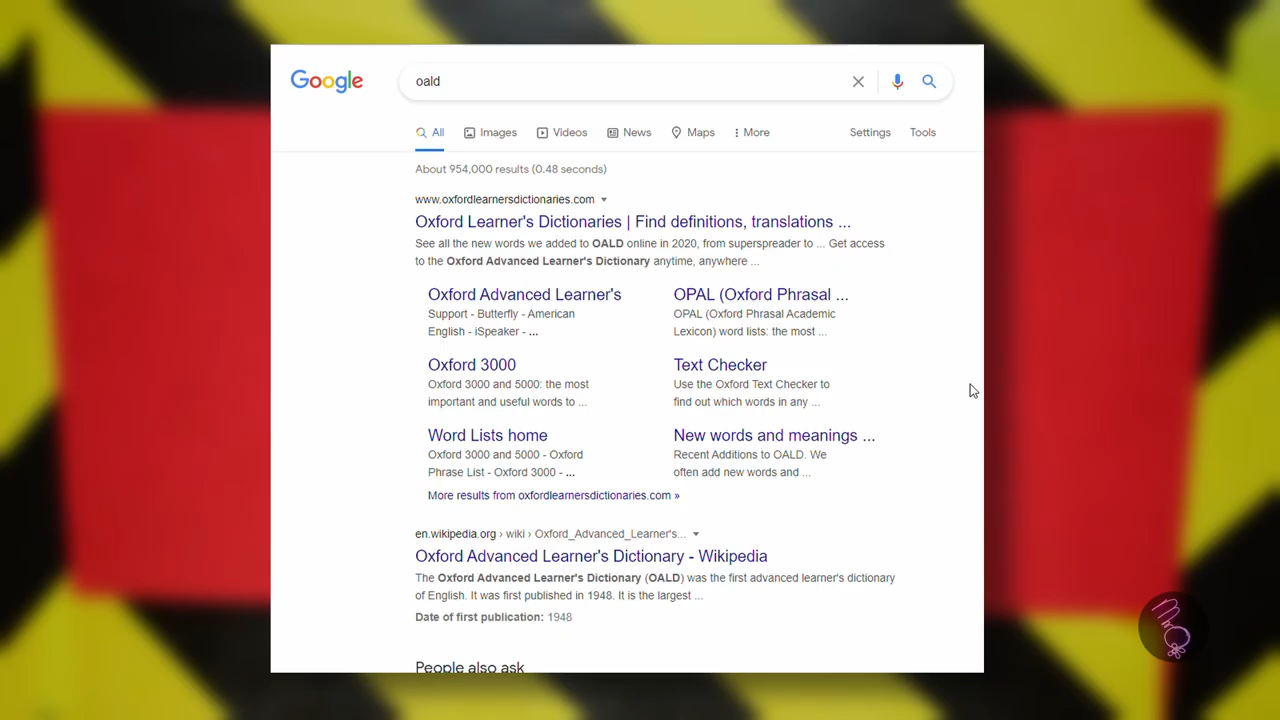 Google
oald
All Images Videos News Maps More Settings Tools
About 954,000 results (0.48 seconds)
www.oxfordlearnersdictionaries.com
Oxford Learner's Dictionaries | Find definitions, translations ...
See all the new words we added to OALD online in 2020, from superspreader to ... Get access
to the Oxford Advanced Learner's Dictionary anytime, anywhere ...
Oxford Advanced Learner's
Support - Butterfly - American
English - iSpeaker - ...
OPAL (Oxford Phrasal ...
OPAL (Oxford Phrasal Academic
Lexicon) word lists: the most ...
Oxford 3000
Oxford 3000 and 5000: the most
important and useful words to ...
Text Checker
Use the Oxford Text Checker to
find out which words in any ...
Word Lists home
Oxford 3000 and 5000 - Oxford
Phrase List - Oxford 3000 - ...
New words and meanings ...
Recent Additions to OALD. We
often add new words and ...
More results from oxfordlearnersdictionaries.com »
en.wikipedia.org › wiki › Oxford_Advanced_Learner's...
Oxford Advanced Learner's Dictionary - Wikipedia
The Oxford Advanced Learner's Dictionary (OALD) was the first advanced learner's dictionary
of English. It was first published in 1948. It is the largest ...
Date of first publication: 1948
People also ask